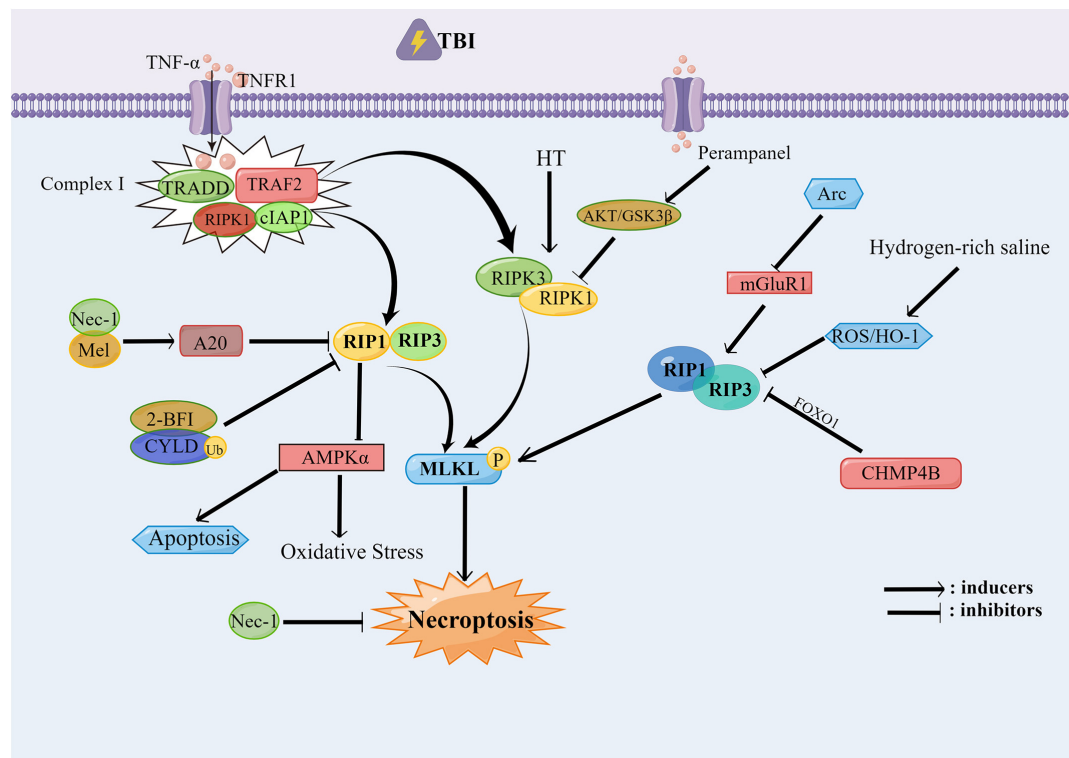 TBI
TNF-α
TNFR1
Complex I
TRADD
TRAF2
RIPK1
cIAP1
HT
Perampanel
AKT/GSK3β
Arc
Hydrogen-rich saline
RIPK3
RIPK1
mGluR1
Nec-1
Mel
A20
RIP1
RIP3
ROS/HO-1
RIP1
RIP3
FOXO1
2-BFI
CYLD
Ub
AMPKα
MLKL
P
CHMP4B
Apoptosis
Oxidative Stress
Nec-1
Necroptosis
: inducers
: inhibitors